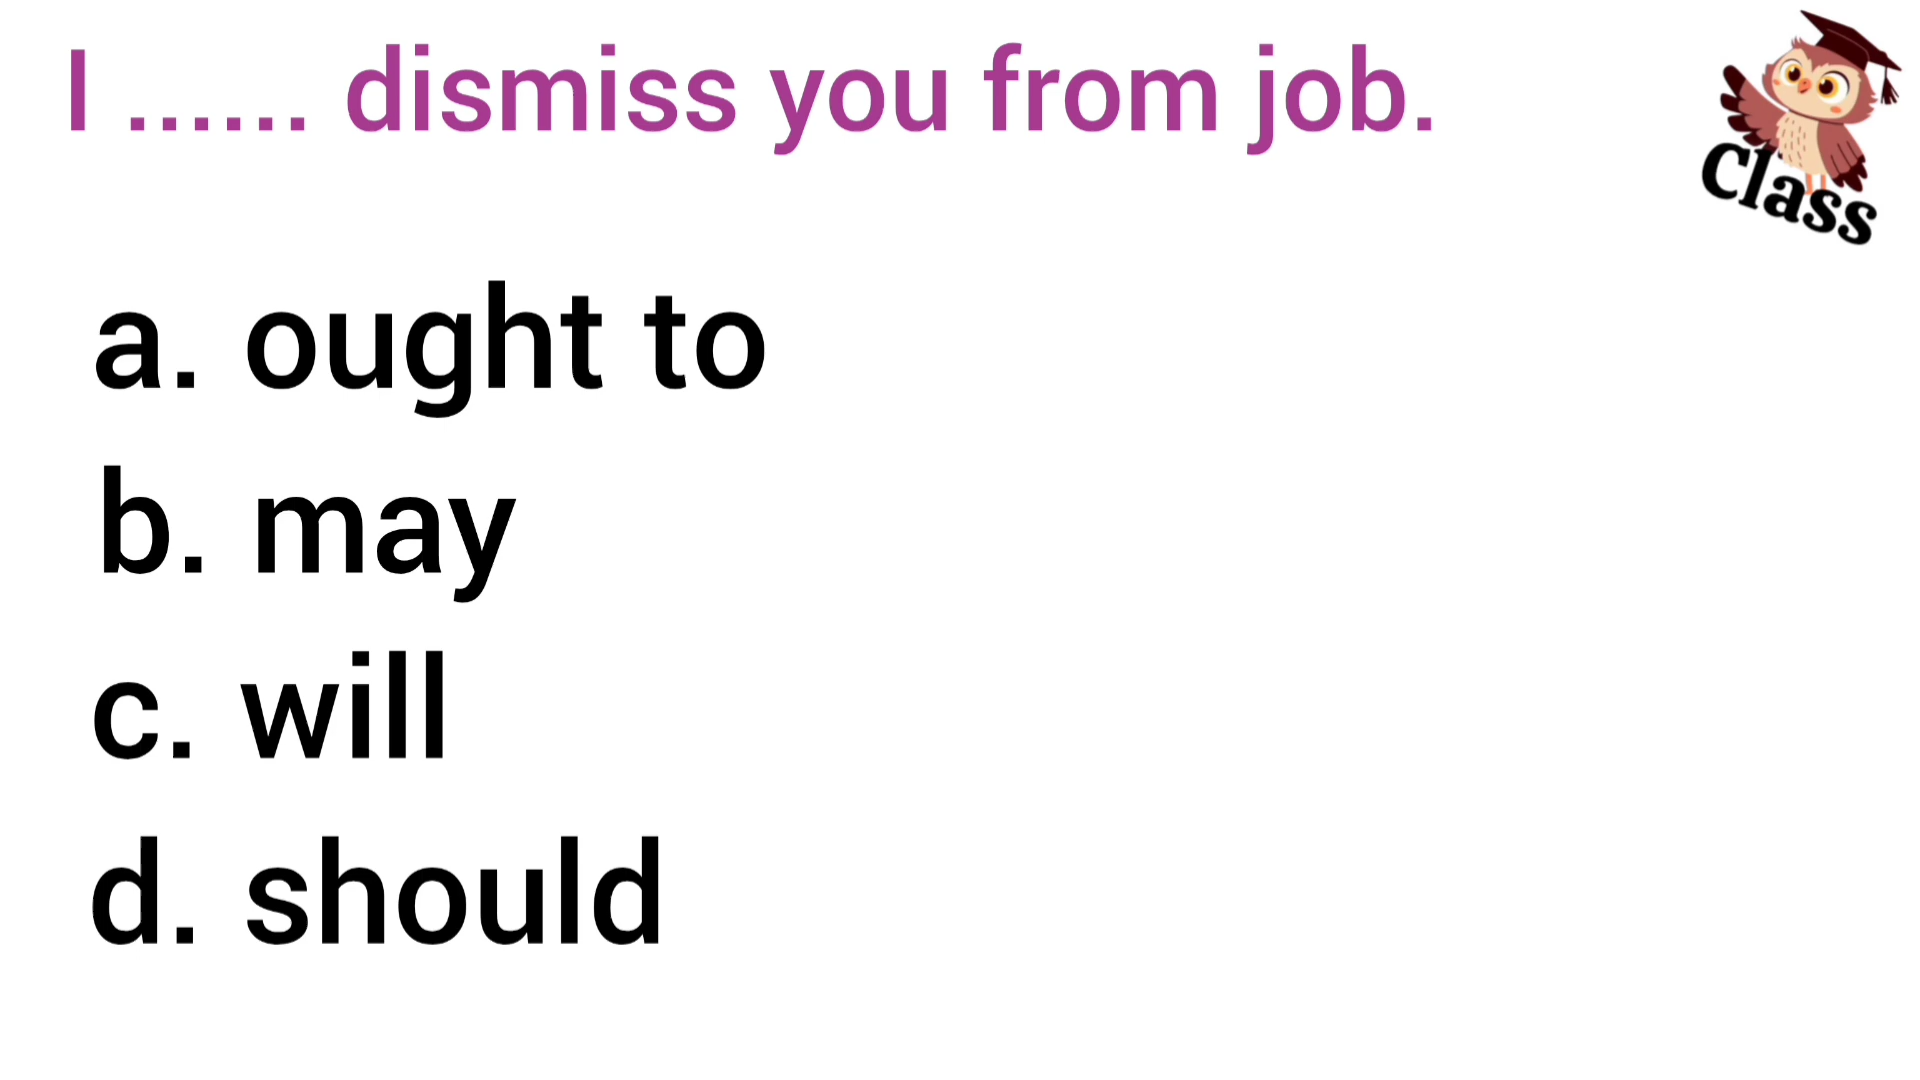 I ...... dismiss you from job.
Class
a. ought to
b. may
c. will
d. should